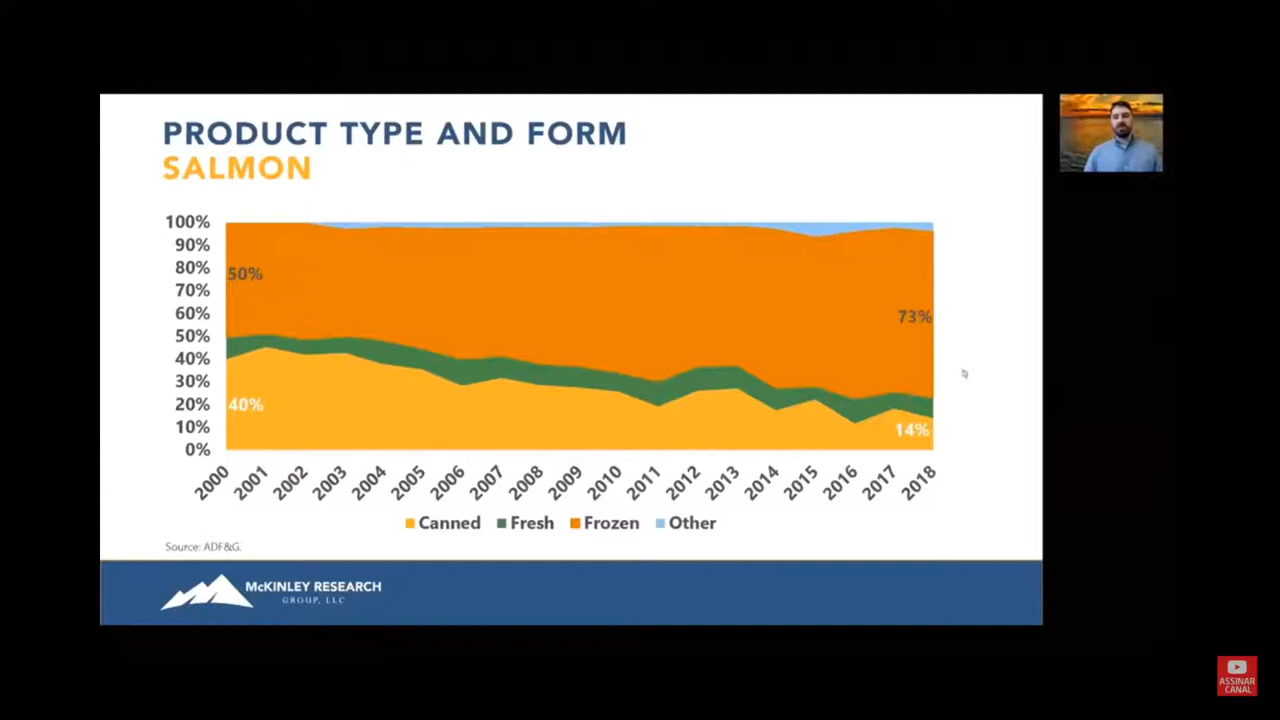 PRODUCT TYPE AND FORM
SALMON
100%
90%
80%
70%
60%
50%
40%
30%
20%
10%
0%
50%
73%
40%
14%
2000 2001 2002 2003 2004 2005 2006 2007 2008 2009 2010 2011 2012 2013 2014 2015 2016 2017 2018
Canned Fresh Frozen Other
Source: ADF&G.
McKINLEY RESEARCH
GROUP, LLC
ASSINAR
CANAL